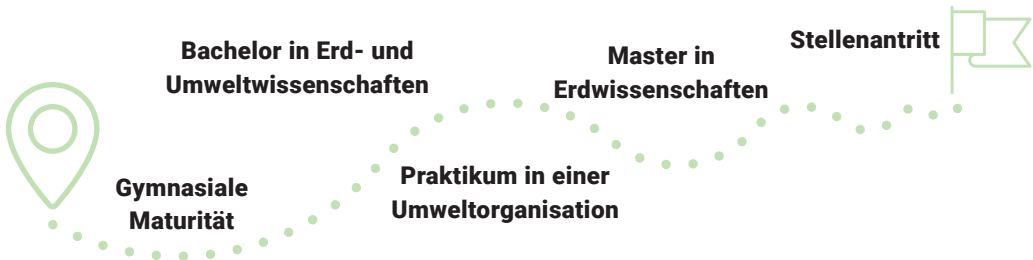 Gymnasiale
Maturität
Bachelor in Erd- und
Umweltwissenschaften
Praktikum in einer
Umweltorganisation
Master in
Erdwissenschaften
Stellenantritt